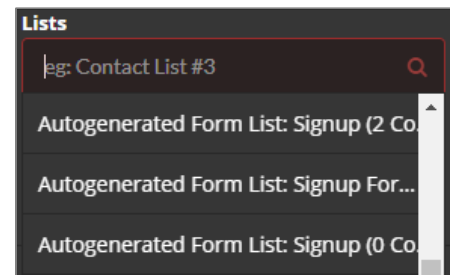 Lists
eg: Contact List #3
Autogenerated Form List: Signup (2 Co.
Autogenerated Form List: Signup For...
Autogenerated Form List: Signup (0 Co.